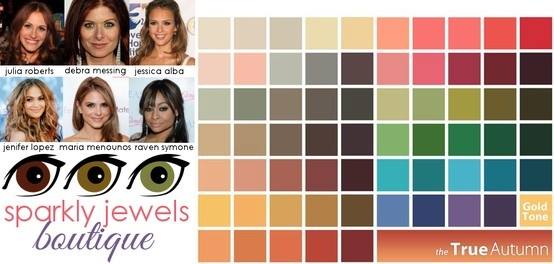 julia roberts debra messing jessica alba
jenifer lopez maria menounos raven symone
sparkly jewels
boutique
Gold
Tone
the True Autumn